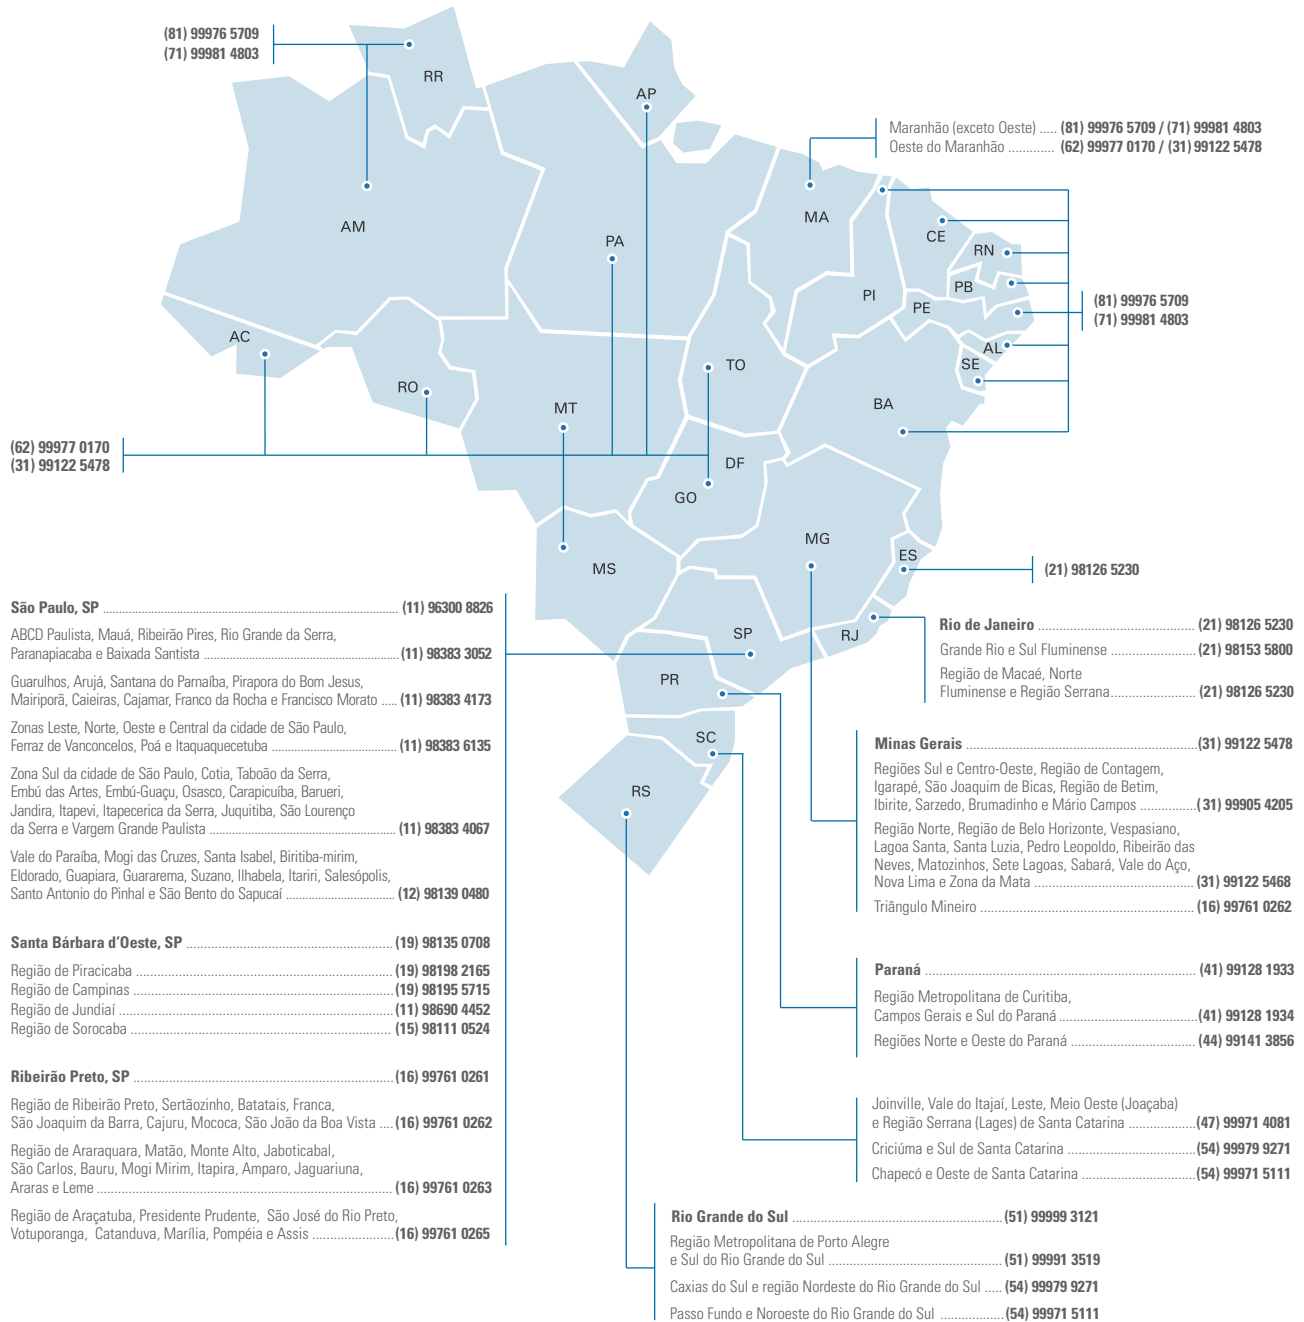 (81) 99976 5709
(71) 99981 4803
RR
AP
AM
PA
MA
PI
CE
RN
PB
PE
AL
SE
BA
AC
RO
MT
TO
DF
GO
MS
MG
ES
SP
RJ
PR
SC
RS
Maranhão (exceto Oeste) ..... (81) 99976 5709 / (71) 99981 4803
Oeste do Maranhão ............. (62) 99977 0170 / (31) 99122 5478
(81) 99976 5709
(71) 99981 4803
(62) 99977 0170
(31) 99122 5478
(21) 98126 5230
São Paulo, SP ..... (11) 96300 8826
ABCD Paulista, Mauá, Ribeirão Pires, Rio Grande da Serra,
Paranapiacaba e Baixada Santista ..... (11) 98383 3052
Guarulhos, Arujá, Santana do Parnaíba, Pirapora do Bom Jesus,
Mairiporã, Caieiras, Cajamar, Franco da Rocha e Francisco Morato ..... (11) 98383 4173
Zonas Leste, Norte, Oeste e Central da cidade de São Paulo,
Ferraz de Vanconcelos, Poá e Itaquaquecetuba ..... (11) 98383 6135
Zona Sul da cidade de São Paulo, Cotia, Taboão da Serra,
Embú das Artes, Embú-Guaçu, Osasco, Carapicuíba, Barueri,
Jandira, Itapevi, Itapecerica da Serra, Juquitiba, São Lourenço
da Serra e Vargem Grande Paulista ..... (11) 98383 4067
Vale do Paraíba, Mogi das Cruzes, Santa Isabel, Biritiba-mirim,
Eldorado, Guapiara, Guararema, Suzano, Ilhabela, Itariri, Salesópolis,
Santo Antonio do Pinhal e São Bento do Sapucaí ..... (12) 98139 0480
Santa Bárbara d'Oeste, SP ..... (19) 98135 0708
Região de Piracicaba ..... (19) 98198 2165
Região de Campinas ..... (19) 98195 5715
Região de Jundiaí ..... (11) 98690 4452
Região de Sorocaba ..... (15) 98111 0524
Ribeirão Preto, SP ..... (16) 99761 0261
Região de Ribeirão Preto, Sertãozinho, Batatais, Franca,
São Joaquim da Barra, Cajuru, Mococa, São João da Boa Vista .... (16) 99761 0262
Região de Araraquara, Matão, Monte Alto, Jaboticabal,
São Carlos, Bauru, Mogi Mirim, Itapira, Amparo, Jaguariuna,
Araras e Leme ..... (16) 99761 0263
Região de Araçatuba, Presidente Prudente, São José do Rio Preto,
Votuporanga, Catanduva, Marília, Pompéia e Assis ..... (16) 99761 0265
Rio de Janeiro ..... (21) 98126 5230
Grande Rio e Sul Fluminense ..... (21) 98153 5800
Região de Macaé, Norte
Fluminense e Região Serrana ..... (21) 98126 5230
Minas Gerais ..... (31) 99122 5478
Regiões Sul e Centro-Oeste, Região de Contagem,
Igarapé, São Joaquim de Bicas, Região de Betim,
Ibirite, Sarzedo, Brumadinho e Mário Campos ..... (31) 99905 4205
Região Norte, Região de Belo Horizonte, Vespasiano,
Lagoa Santa, Santa Luzia, Pedro Leopoldo, Ribeirão das
Neves, Matozinhos, Sete Lagoas, Sabará, Vale do Aço,
Nova Lima e Zona da Mata ..... (31) 99122 5468
Triângulo Mineiro ..... (16) 99761 0262
Paraná ..... (41) 99128 1933
Região Metropolitana de Curitiba,
Campos Gerais e Sul do Paraná ..... (41) 99128 1934
Regiões Norte e Oeste do Paraná ..... (44) 99141 3856
Joinville, Vale do Itajaí, Leste, Meio Oeste (Joaçaba)
e Região Serrana (Lages) de Santa Catarina ..... (47) 99971 4081
Criciúma e Sul de Santa Catarina ..... (54) 99979 9271
Chapecó e Oeste de Santa Catarina ..... (54) 99971 5111
Rio Grande do Sul ..... (51) 99999 3121
Região Metropolitana de Porto Alegre
e Sul do Rio Grande do Sul ..... (51) 99991 3519
Caxias do Sul e região Nordeste do Rio Grande do Sul ..... (54) 99979 9271
Passo Fundo e Noroeste do Rio Grande do Sul ..... (54) 99971 5111